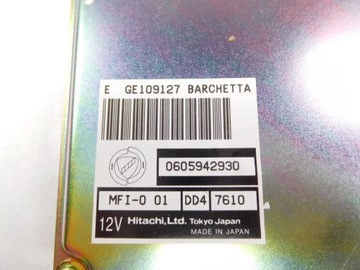 E GE109127 BARCHETTA
0605942930
MFI-0 01 DD4 7610
12V Hitachi, Ltd. Tokyo Japan
MADE IN JAPAN